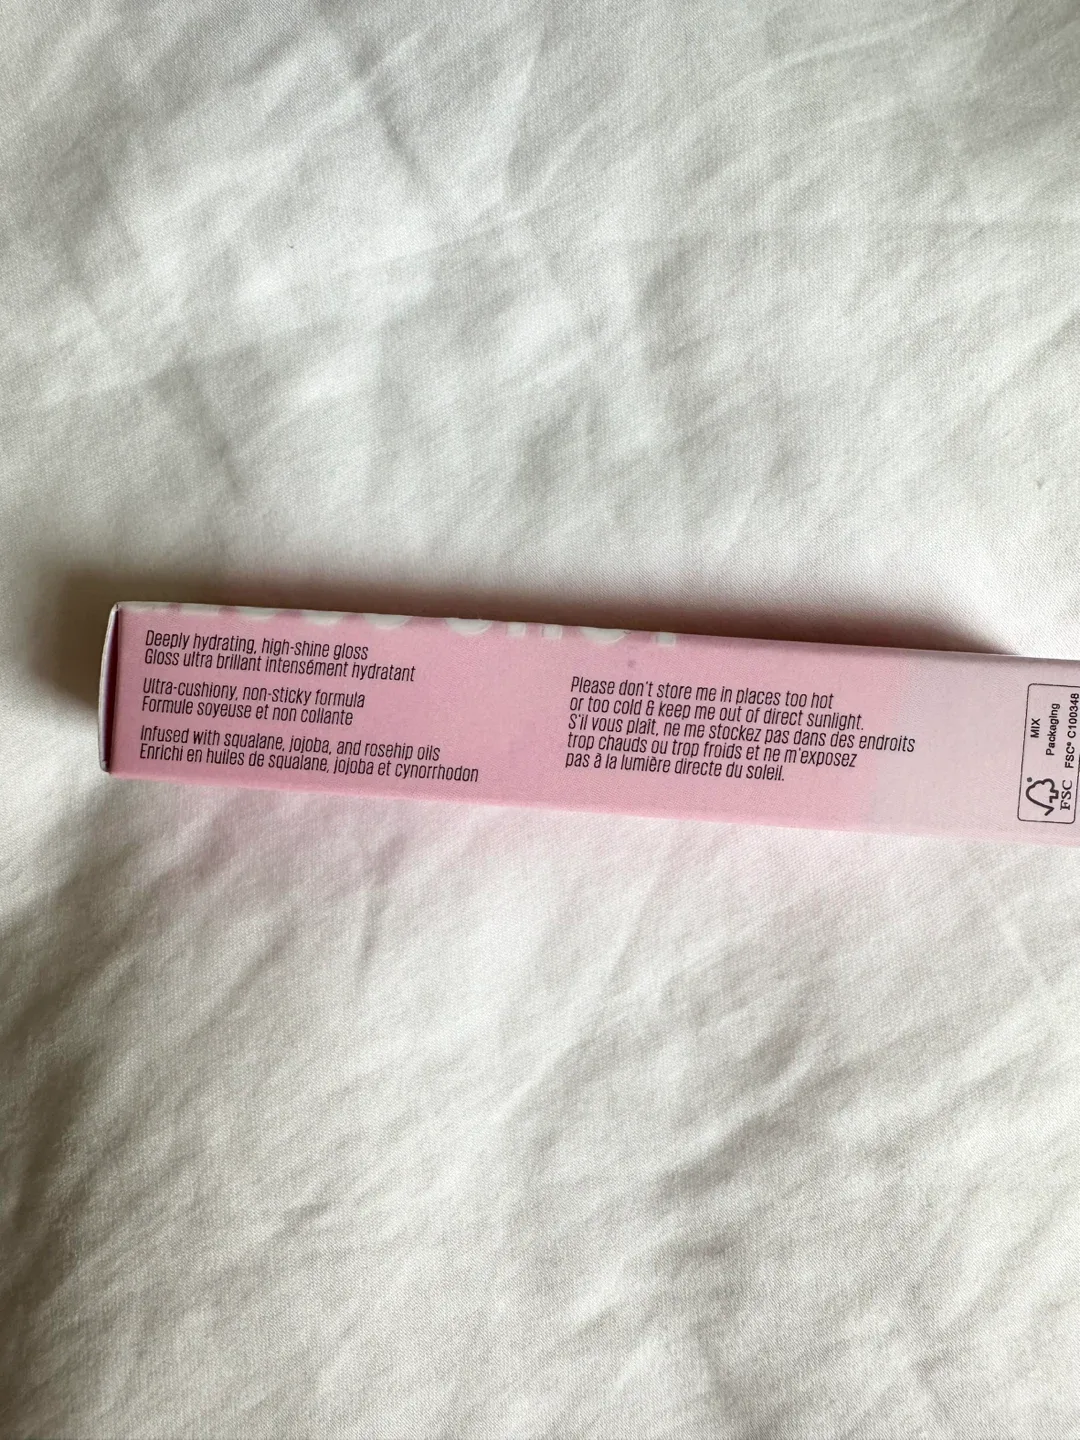 Deeply hydrating, high-shine gloss
Gloss ultra brillant intensément hydratant
Ultra-cushiony, non-sticky formula
Formule soyeuse et non collante
Infused with squalane, jojoba, and rosehip oils
Enrichi en huiles de squalane, jojoba et cynorrhodon
Please don't store me in places too hot
or too cold & keep me out of direct sunlight.
S'il vous plaît, ne me stockez pas dans des endroits
trop chauds ou trop froids et ne m'exposez
pas à la lumière directe du soleil.
MIX
Packaging
FSC® C100348
FSC